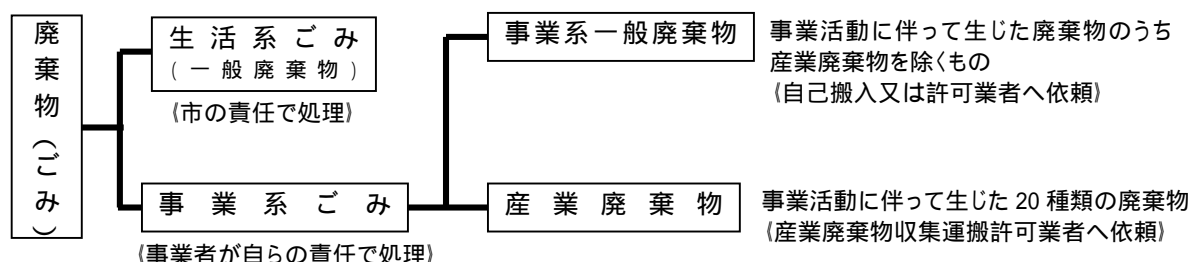 廃棄物(ごみ)
生活系ごみ
(一般廃棄物)
《市の責任で処理》
事業系ごみ
《事業者が自らの責任で処理》
事業系一般廃棄物
事業活動に伴って生じた廃棄物のうち
産業廃棄物を除くもの
《自己搬入又は許可業者へ依頼》
産業廃棄物
事業活動に伴って生じた20種類の廃棄物
《産業廃棄物収集運搬許可業者へ依頼》